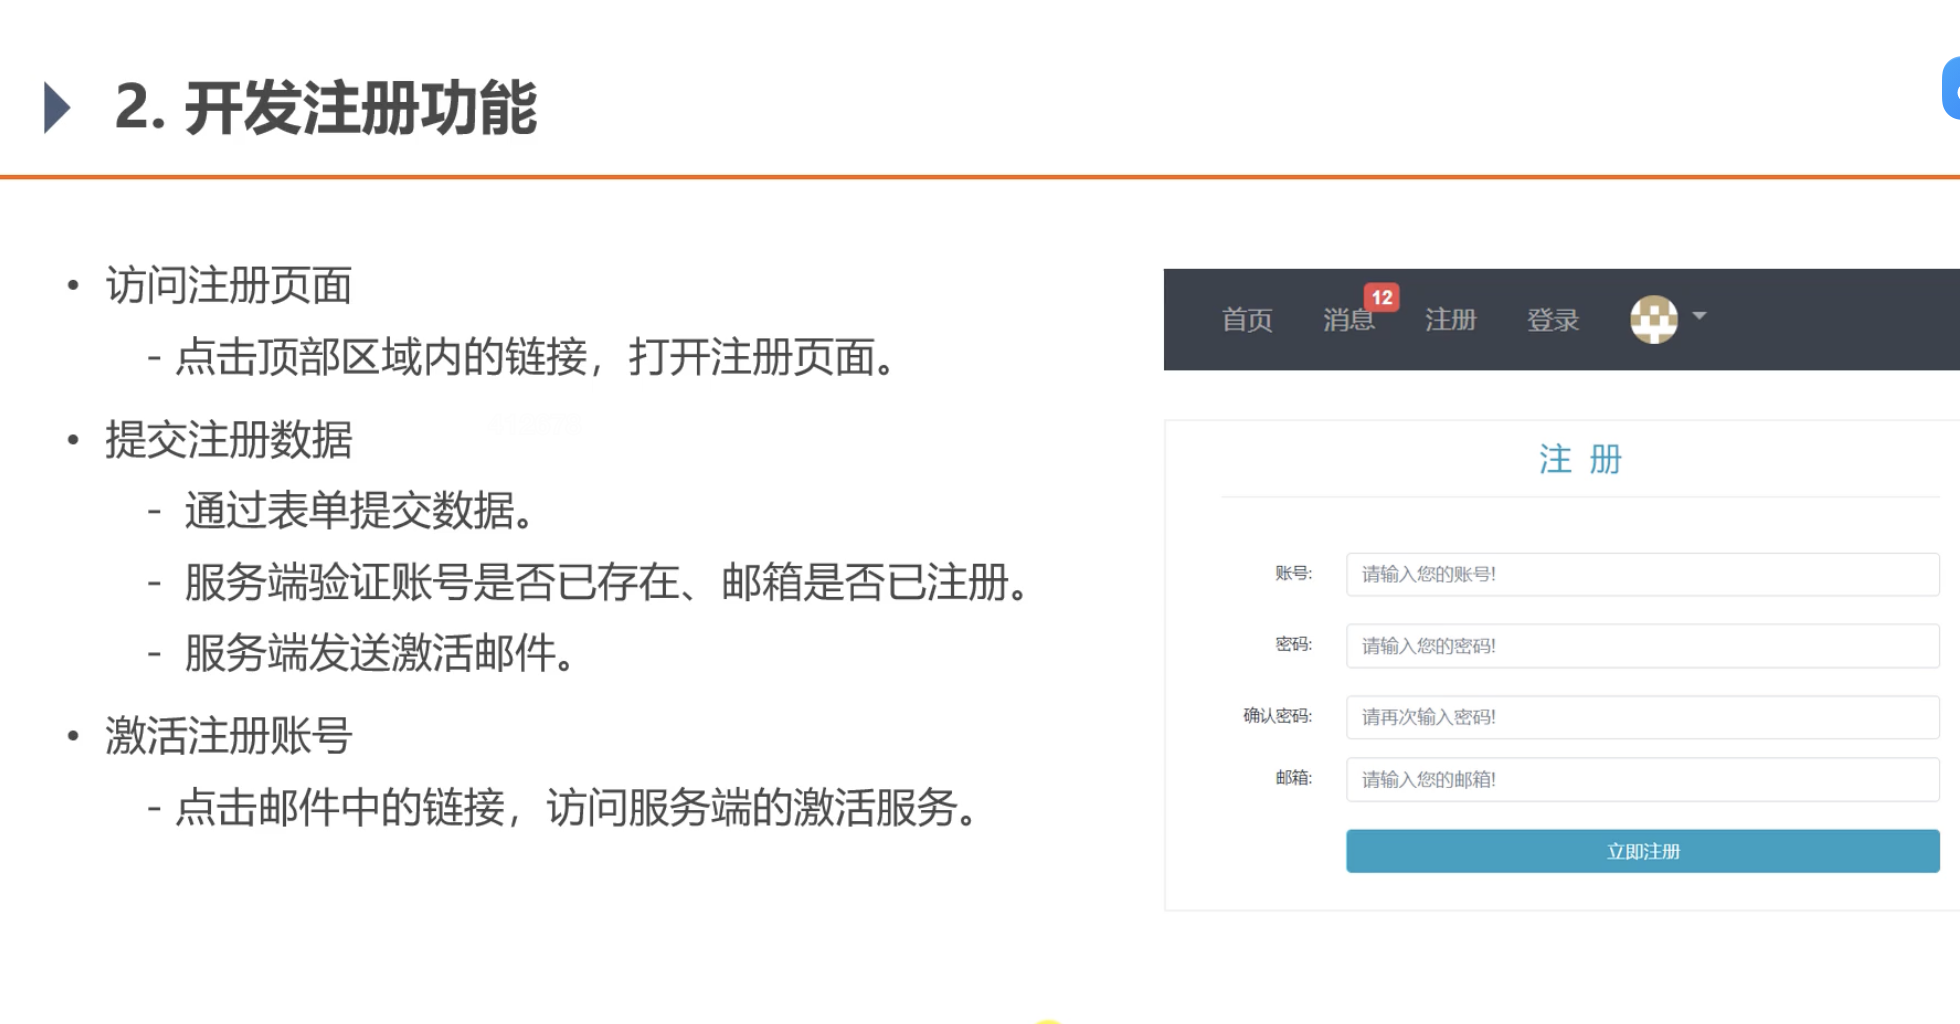 2. 开发注册功能
• 访问注册页面
- 点击顶部区域内的链接，打开注册页面。
• 提交注册数据
- 通过表单提交数据。
- 服务端验证账号是否已存在、邮箱是否已注册。
- 服务端发送激活邮件。
• 激活注册账号
- 点击邮件中的链接，访问服务端的激活服务。
首页 消息 12 注册 登录
注 册
账号: 请输入您的账号!
密码: 请输入您的密码!
确认密码: 请再次输入密码!
邮箱: 请输入您的邮箱!
立即注册